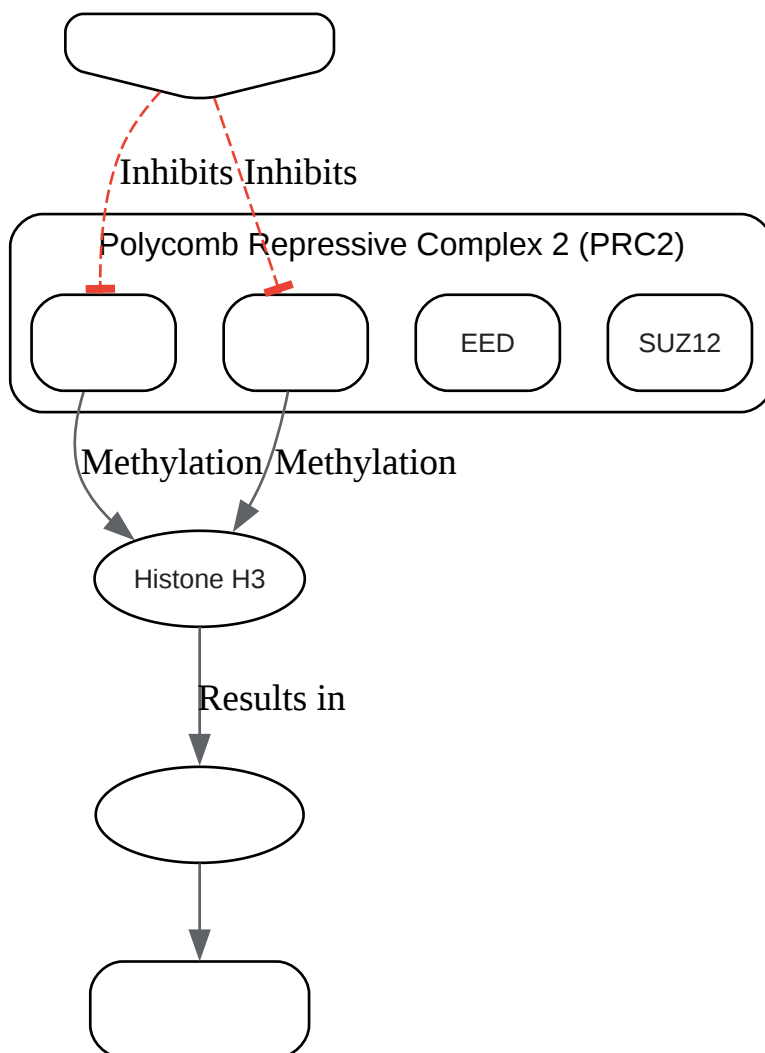 Inhibits
Inhibits
Polycomb Repressive Complex 2 (PRC2)
EED
SUZ12
Methylation
Methylation
Histone H3
Results in